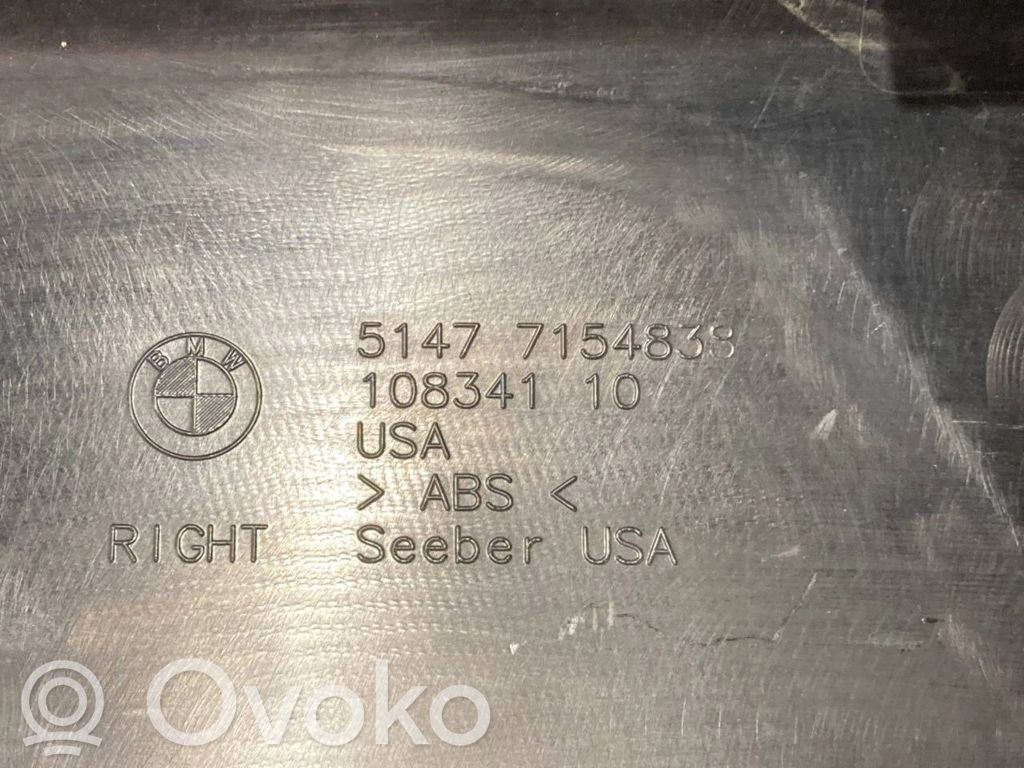 BMW
5147 7154838
108341 10
USA
> ABS <
RIGHT Seeber USA
Ovoko